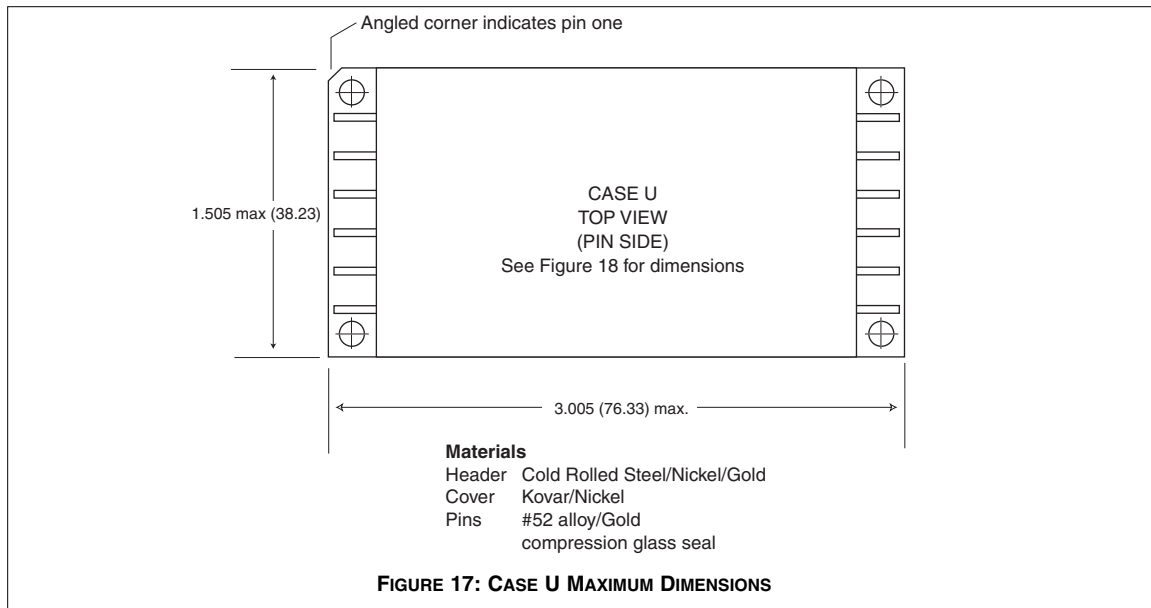 Angled corner indicates pin one
1.505 max (38.23)
CASE U
TOP VIEW
(PIN SIDE)
See Figure 18 for dimensions
3.005 (76.33) max.
Materials
Header Cold Rolled Steel/Nickel/Gold
Cover Kovar/Nickel
Pins #52 alloy/Gold
compression glass seal
FIGURE 17: CASE U MAXIMUM DIMENSIONS